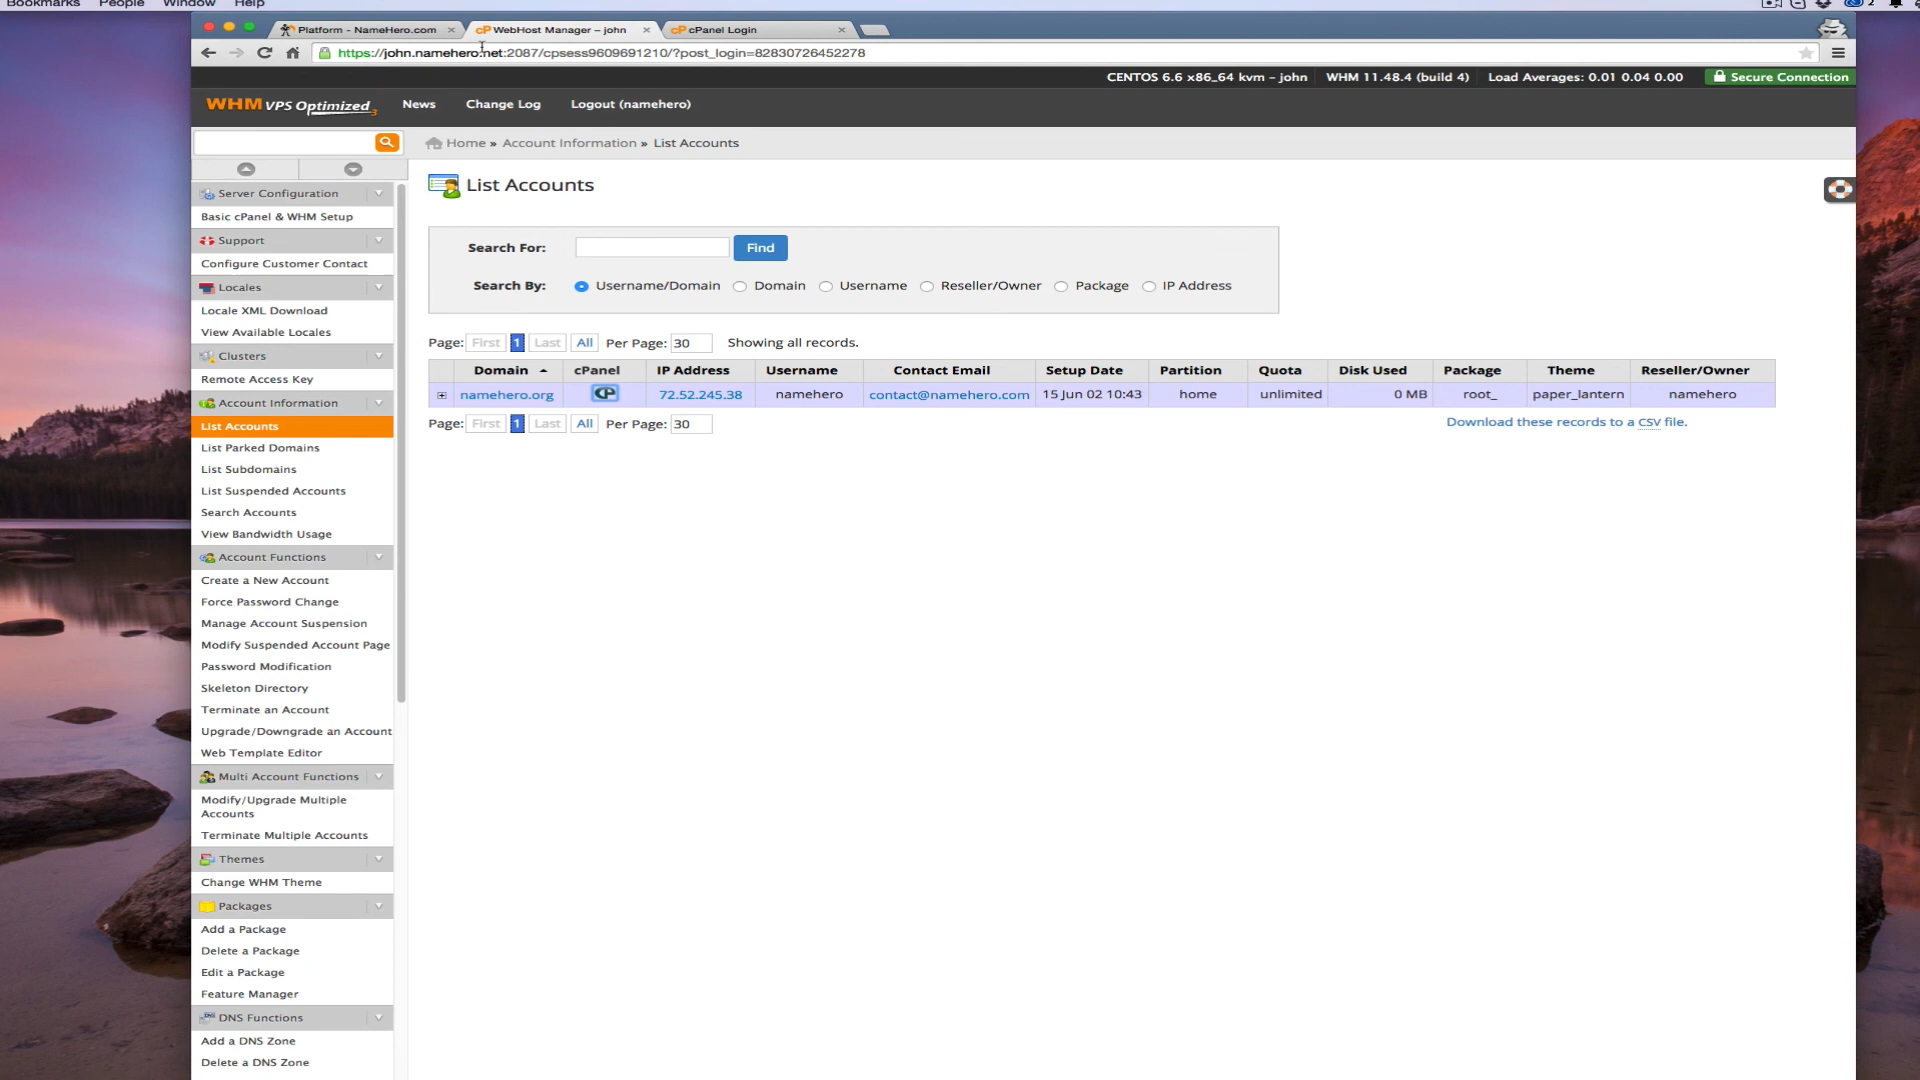 Bookmarks People Window Help
Platform - NameHero.com
WebHost Manager – john
cPanel Login
https://john.namehero.net:2087/cpsess9609691210/?post_login=82830726452278
CENTOS 6.6 x86_64 kvm – john WHM 11.48.4 (build 4) Load Averages: 0.01 0.04 0.00 Secure Connection
WHM VPS Optimized 3 News Change Log Logout (namehero)
Home » Account Information » List Accounts
Server Configuration
Basic cPanel & WHM Setup
Support
Configure Customer Contact
Locales
Locale XML Download
View Available Locales
Clusters
Remote Access Key
Account Information
List Accounts
List Parked Domains
List Subdomains
List Suspended Accounts
Search Accounts
View Bandwidth Usage
Account Functions
Create a New Account
Force Password Change
Manage Account Suspension
Modify Suspended Account Page
Password Modification
Skeleton Directory
Terminate an Account
Upgrade/Downgrade an Account
Web Template Editor
Multi Account Functions
Modify/Upgrade Multiple
Accounts
Terminate Multiple Accounts
Themes
Change WHM Theme
Packages
Add a Package
Delete a Package
Edit a Package
Feature Manager
DNS Functions
Add a DNS Zone
Delete a DNS Zone
List Accounts
Search For: Find
Search By: Username/Domain Domain Username Reseller/Owner Package IP Address
Page: First 1 Last All Per Page: 30 Showing all records.
Domain cPanel IP Address Username Contact Email Setup Date Partition Quota Disk Used Package Theme Reseller/Owner
namehero.org cP 72.52.245.38 namehero contact@namehero.com 15 Jun 02 10:43 home unlimited 0 MB root_ paper_lantern namehero
Page: First 1 Last All Per Page: 30
Download these records to a CSV file.